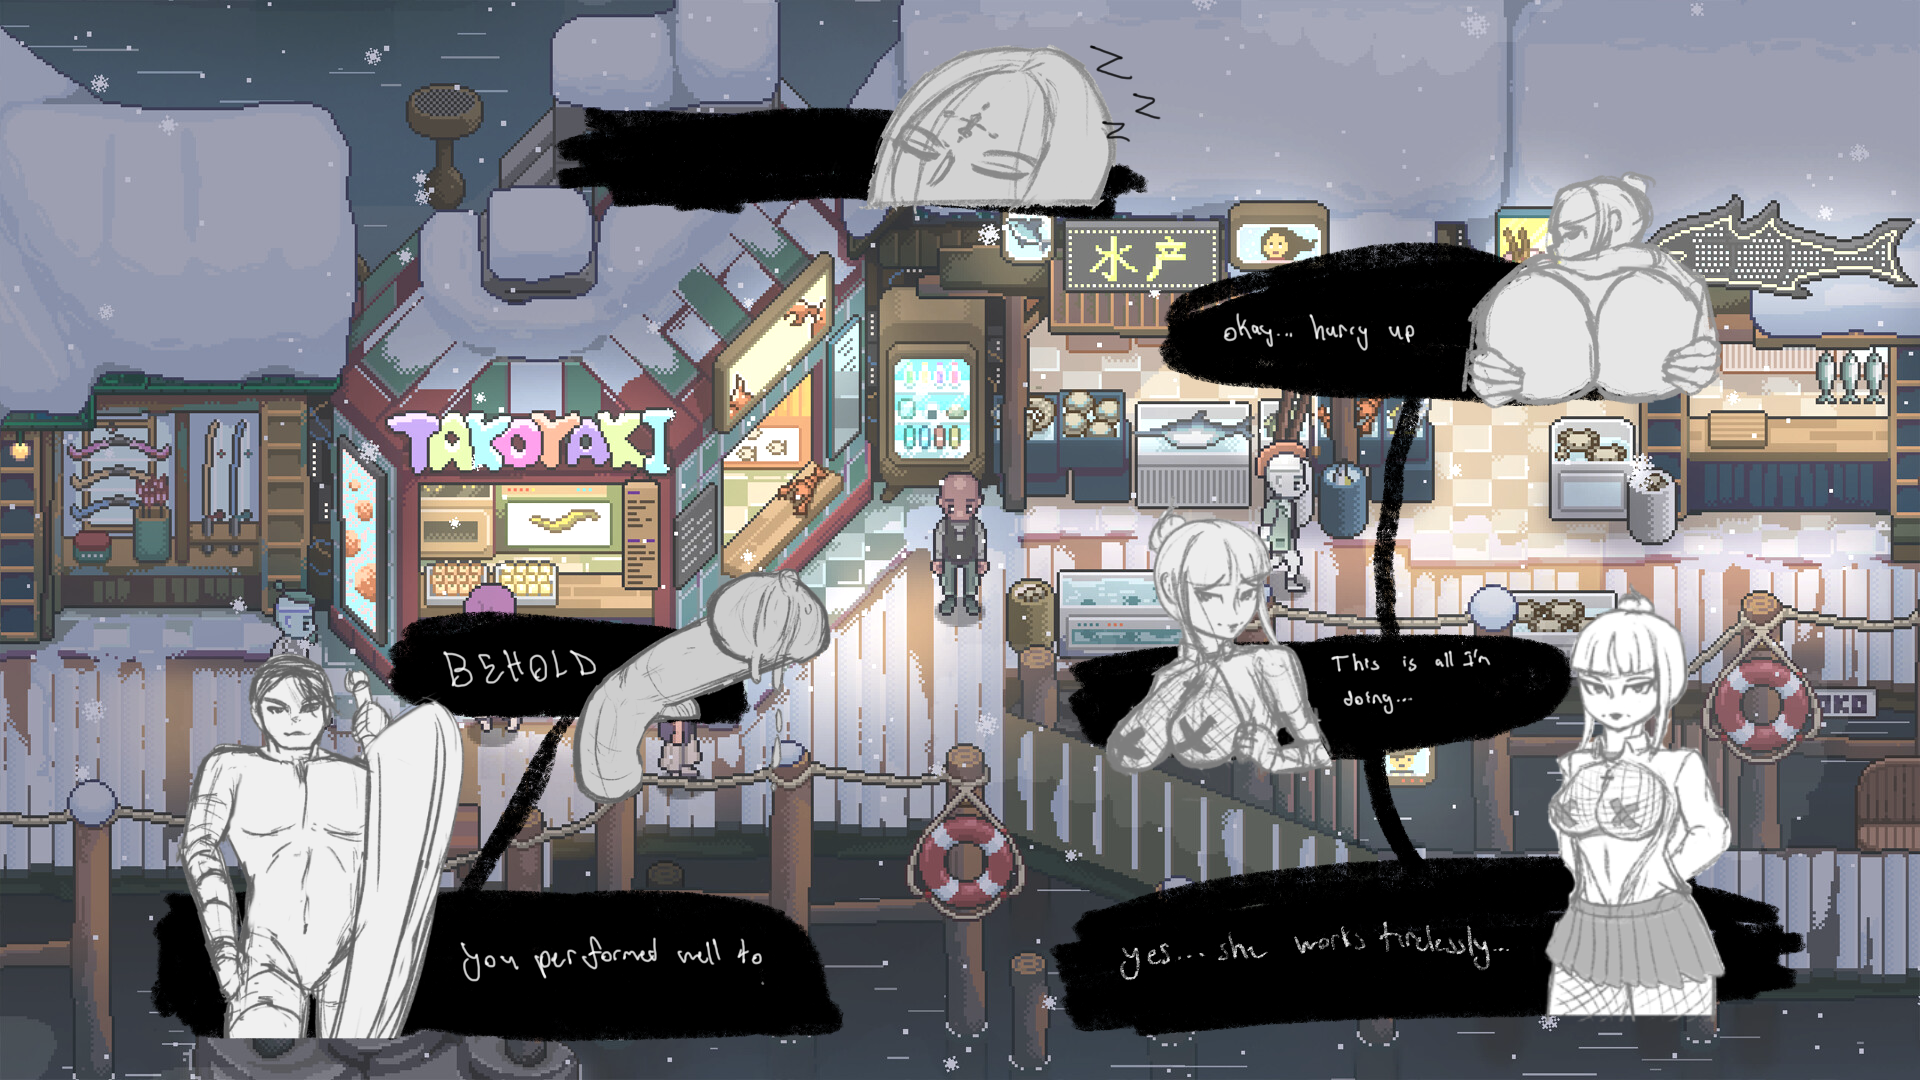 Z
Z
Z
水产
okay... hurry up
TAKOYAKI
BEHOLD
This is all I'm
doing...
OKO
you performed well to
yes... she works tirelessly...